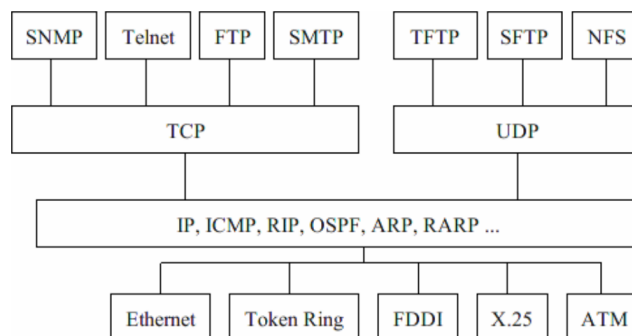 SNMP Telnet FTP SMTP TFTP SFTP NFS
TCP UDP
IP, ICMP, RIP, OSPF, ARP, RARP ...
Ethernet Token Ring FDDI X.25 ATM